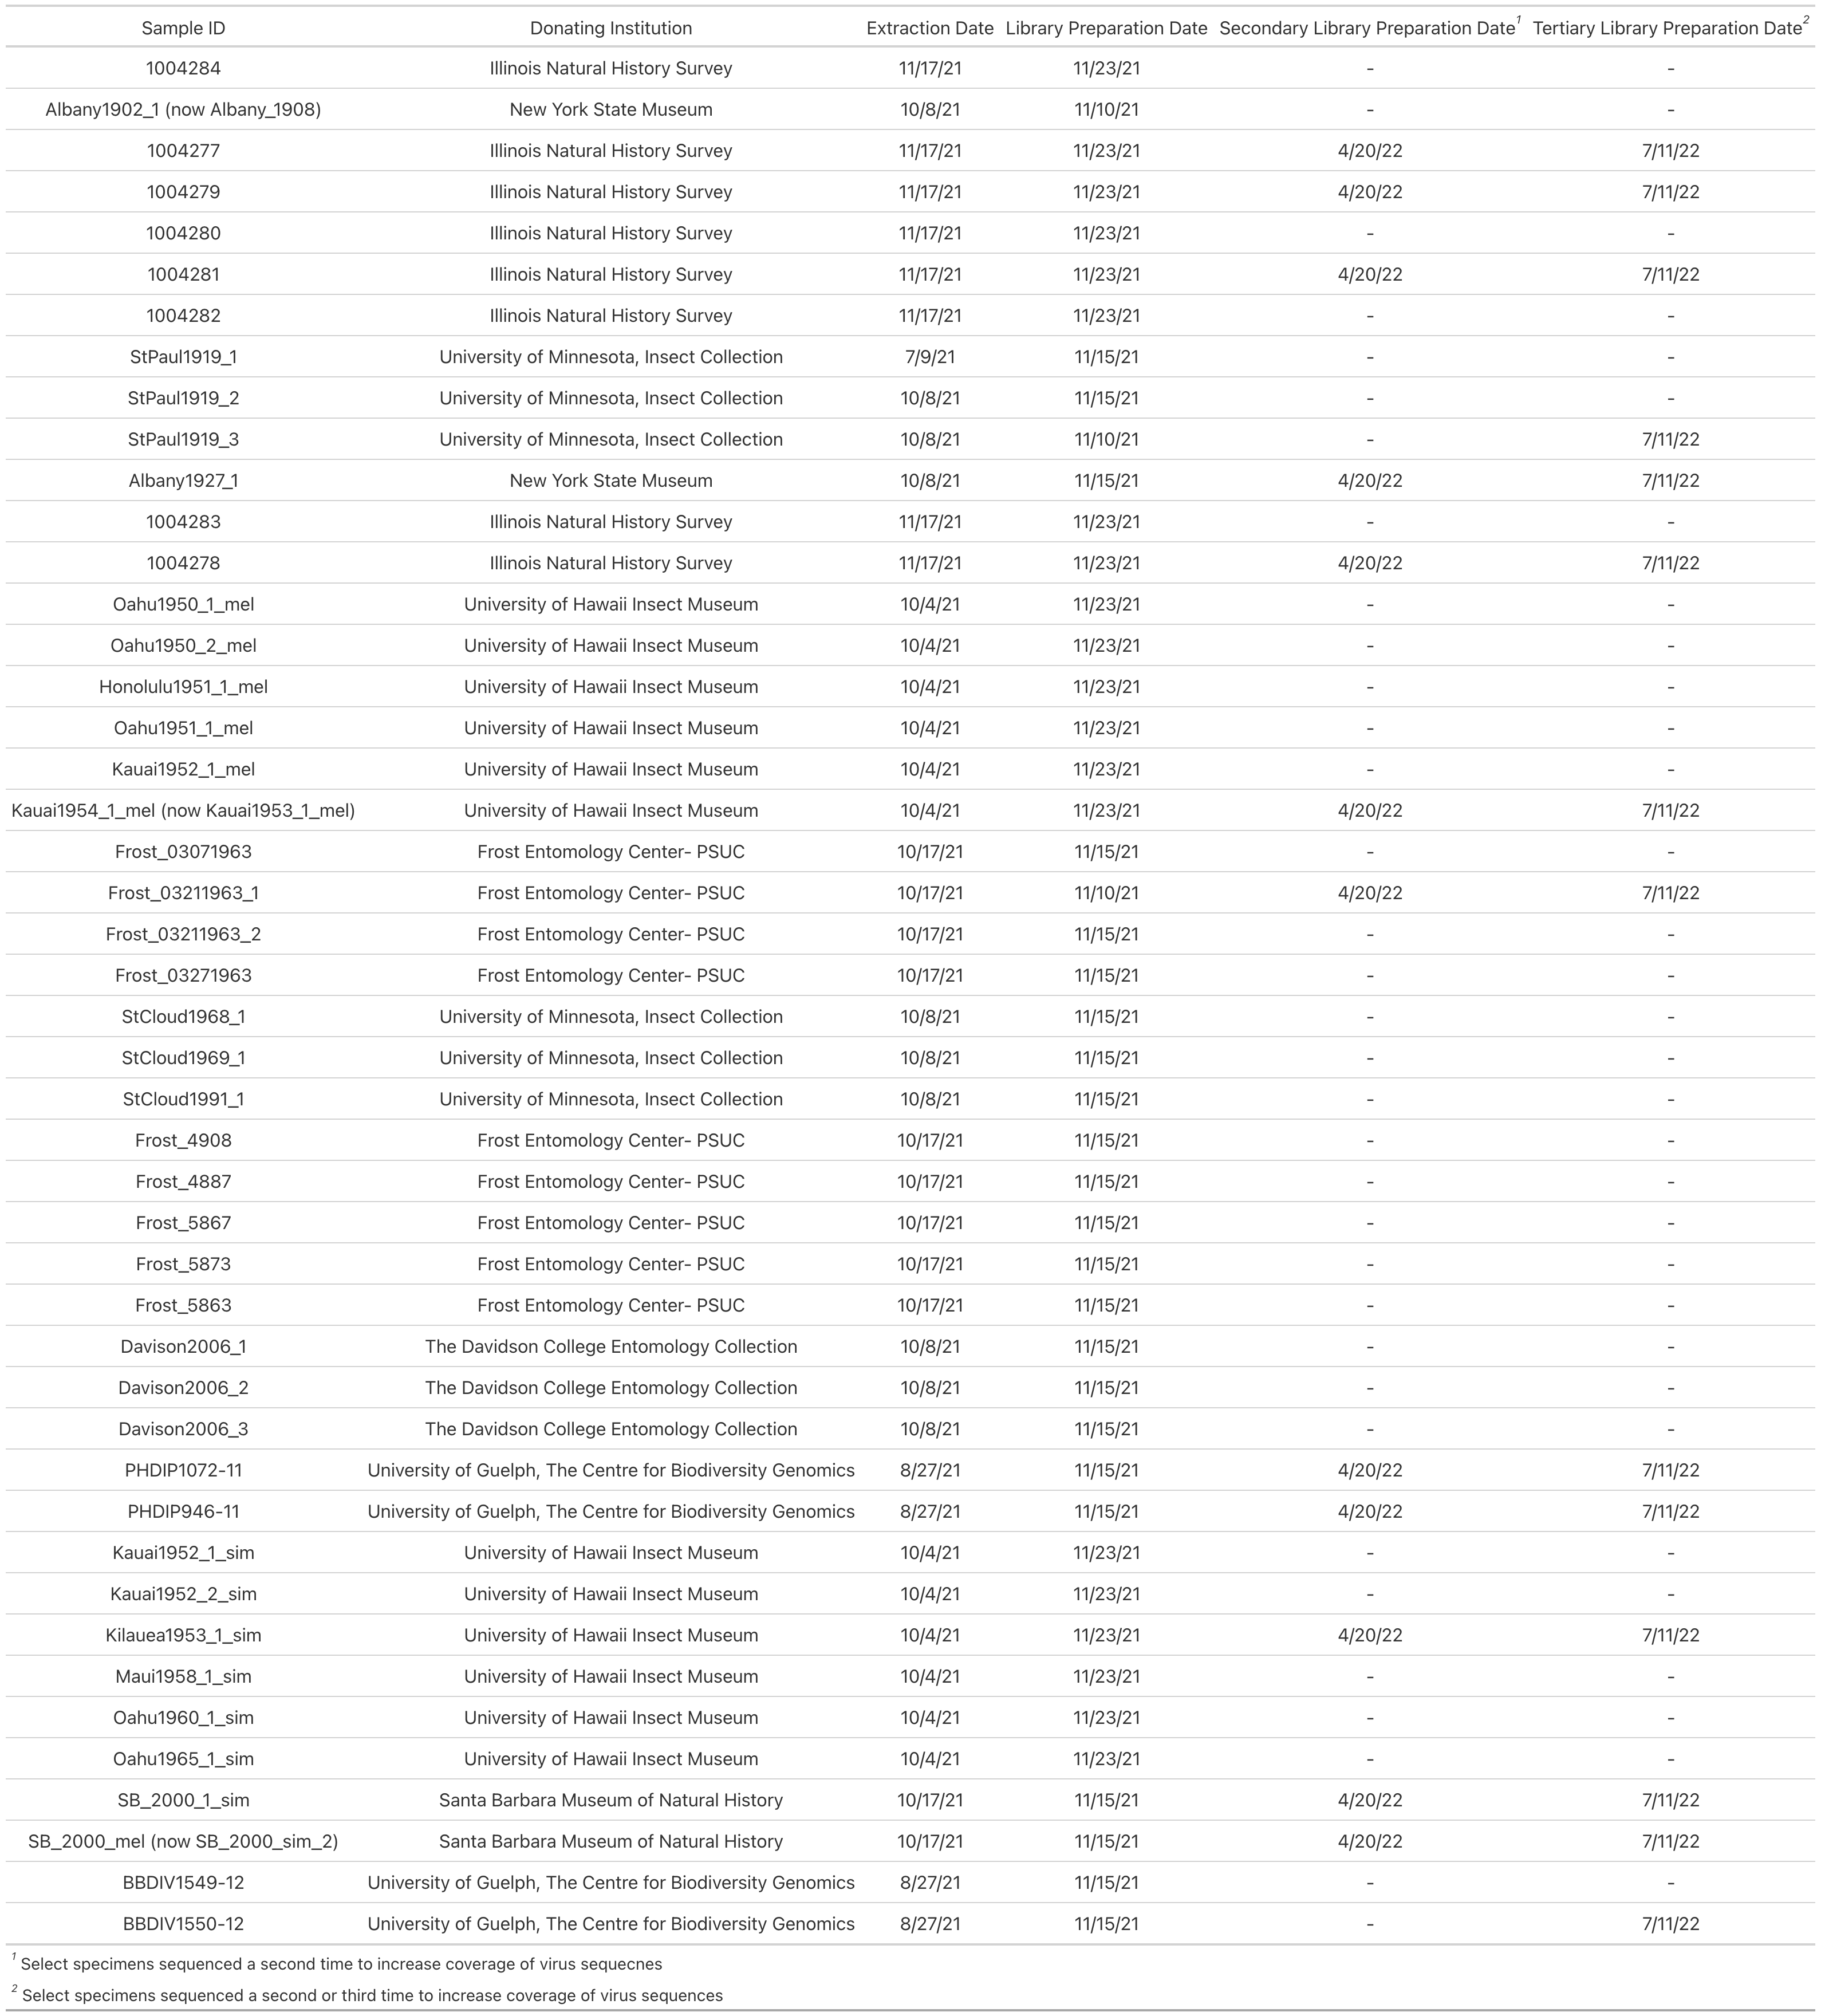 Sample ID Donating Institution Extraction Date Library Preparation Date Secondary Library Preparation Date1 Tertiary Library Preparation Date2
1004284 Illinois Natural History Survey 11/17/21 11/23/21 - -
Albany1902_1 (now Albany_1908) New York State Museum 10/8/21 11/10/21 - -
1004277 Illinois Natural History Survey 11/17/21 11/23/21 4/20/22 7/11/22
1004279 Illinois Natural History Survey 11/17/21 11/23/21 4/20/22 7/11/22
1004280 Illinois Natural History Survey 11/17/21 11/23/21 - -
1004281 Illinois Natural History Survey 11/17/21 11/23/21 4/20/22 7/11/22
1004282 Illinois Natural History Survey 11/17/21 11/23/21 - -
StPaul1919_1 University of Minnesota, Insect Collection 7/9/21 11/15/21 - -
StPaul1919_2 University of Minnesota, Insect Collection 10/8/21 11/15/21 - -
StPaul1919_3 University of Minnesota, Insect Collection 10/8/21 11/10/21 - 7/11/22
Albany1927_1 New York State Museum 10/8/21 11/15/21 4/20/22 7/11/22
1004283 Illinois Natural History Survey 11/17/21 11/23/21 - -
1004278 Illinois Natural History Survey 11/17/21 11/23/21 4/20/22 7/11/22
Oahu1950_1_mel University of Hawaii Insect Museum 10/4/21 11/23/21 - -
Oahu1950_2_mel University of Hawaii Insect Museum 10/4/21 11/23/21 - -
Honolulu1951_1_mel University of Hawaii Insect Museum 10/4/21 11/23/21 - -
Oahu1951_1_mel University of Hawaii Insect Museum 10/4/21 11/23/21 - -
Kauai1952_1_mel University of Hawaii Insect Museum 10/4/21 11/23/21 - -
Kauai1954_1_mel (now Kauai1953_1_mel) University of Hawaii Insect Museum 10/4/21 11/23/21 4/20/22 7/11/22
Frost_03071963 Frost Entomology Center- PSUC 10/17/21 11/15/21 - -
Frost_03211963_1 Frost Entomology Center- PSUC 10/17/21 11/10/21 4/20/22 7/11/22
Frost_03211963_2 Frost Entomology Center- PSUC 10/17/21 11/15/21 - -
Frost_03271963 Frost Entomology Center- PSUC 10/17/21 11/15/21 - -
StCloud1968_1 University of Minnesota, Insect Collection 10/8/21 11/15/21 - -
StCloud1969_1 University of Minnesota, Insect Collection 10/8/21 11/15/21 - -
StCloud1991_1 University of Minnesota, Insect Collection 10/8/21 11/15/21 - -
Frost_4908 Frost Entomology Center- PSUC 10/17/21 11/15/21 - -
Frost_4887 Frost Entomology Center- PSUC 10/17/21 11/15/21 - -
Frost_5867 Frost Entomology Center- PSUC 10/17/21 11/15/21 - -
Frost_5873 Frost Entomology Center- PSUC 10/17/21 11/15/21 - -
Frost_5863 Frost Entomology Center- PSUC 10/17/21 11/15/21 - -
Davison2006_1 The Davidson College Entomology Collection 10/8/21 11/15/21 - -
Davison2006_2 The Davidson College Entomology Collection 10/8/21 11/15/21 - -
Davison2006_3 The Davidson College Entomology Collection 10/8/21 11/15/21 - -
PHDIP1072-11 University of Guelph, The Centre for Biodiversity Genomics 8/27/21 11/15/21 4/20/22 7/11/22
PHDIP946-11 University of Guelph, The Centre for Biodiversity Genomics 8/27/21 11/15/21 4/20/22 7/11/22
Kauai1952_1_sim University of Hawaii Insect Museum 10/4/21 11/23/21 - -
Kauai1952_2_sim University of Hawaii Insect Museum 10/4/21 11/23/21 - -
Kilauea1953_1_sim University of Hawaii Insect Museum 10/4/21 11/23/21 4/20/22 7/11/22
Maui1958_1_sim University of Hawaii Insect Museum 10/4/21 11/23/21 - -
Oahu1960_1_sim University of Hawaii Insect Museum 10/4/21 11/23/21 - -
Oahu1965_1_sim University of Hawaii Insect Museum 10/4/21 11/23/21 - -
SB_2000_1_sim Santa Barbara Museum of Natural History 10/17/21 11/15/21 4/20/22 7/11/22
SB_2000_mel (now SB_2000_sim_2) Santa Barbara Museum of Natural History 10/17/21 11/15/21 4/20/22 7/11/22
BBDIV1549-12 University of Guelph, The Centre for Biodiversity Genomics 8/27/21 11/15/21 - -
BBDIV1550-12 University of Guelph, The Centre for Biodiversity Genomics 8/27/21 11/15/21 - 7/11/22
1 Select specimens sequenced a second time to increase coverage of virus sequecnes
2 Select specimens sequenced a second or third time to increase coverage of virus sequences